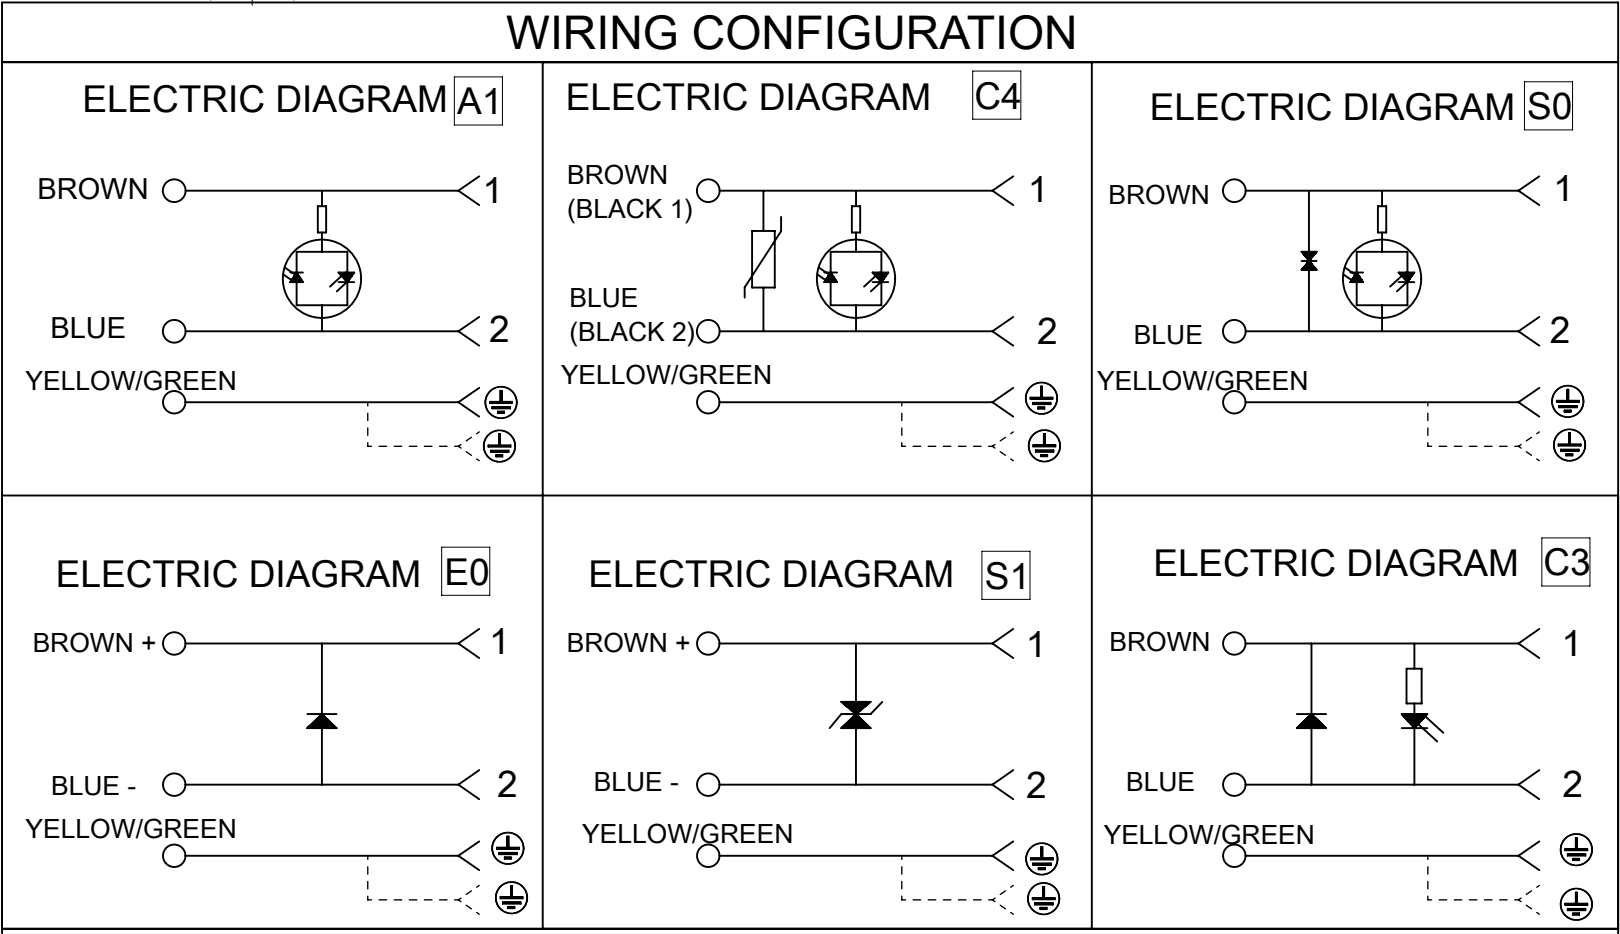 WIRING CONFIGURATION
ELECTRIC DIAGRAM A1
BROWN 1
BLUE 2
YELLOW/GREEN
ELECTRIC DIAGRAM C4
BROWN
(BLACK 1) 1
BLUE
(BLACK 2) 2
YELLOW/GREEN
ELECTRIC DIAGRAM S0
BROWN 1
BLUE 2
YELLOW/GREEN
ELECTRIC DIAGRAM E0
BROWN + 1
BLUE - 2
YELLOW/GREEN
ELECTRIC DIAGRAM S1
BROWN + 1
BLUE - 2
YELLOW/GREEN
ELECTRIC DIAGRAM C3
BROWN 1
BLUE 2
YELLOW/GREEN